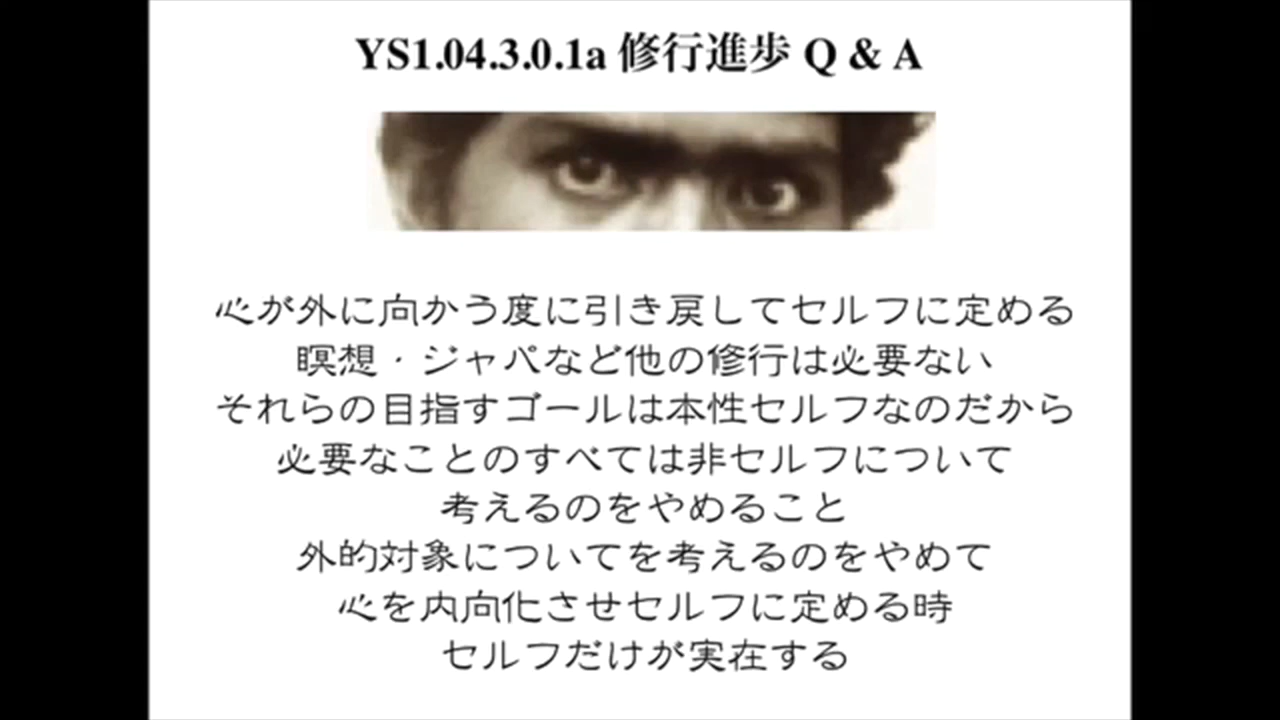 YS1.04.3.0.1a 修行進歩 Q & A
心が外に向かう度に引き戻してセルフに定める
瞑想・ジャパなど他の修行は必要ない
それらの目指すゴールは本性セルフなのだから
必要なことのすべては非セルフについて
考えるのをやめること
外的対象についてを考えるのをやめて
心を内向化させセルフに定める時
セルフだけが実在する